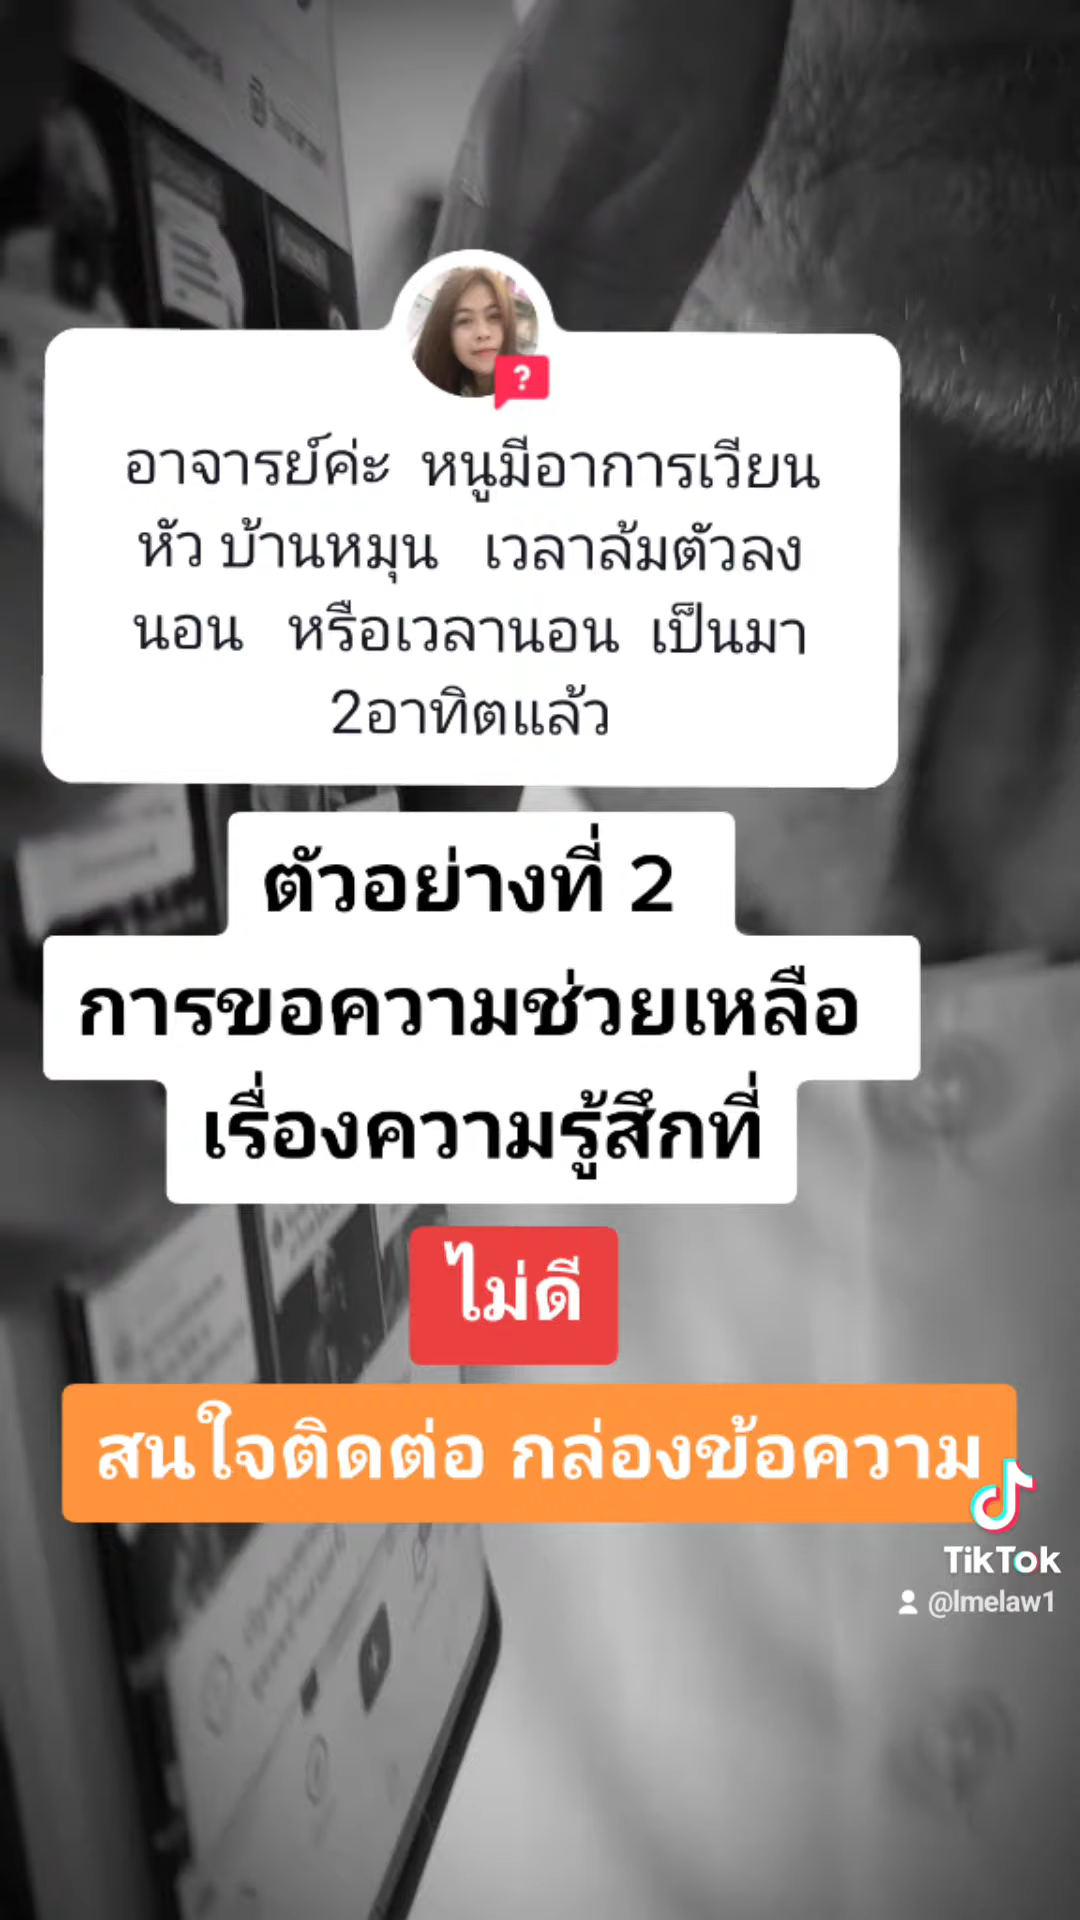 อาจารย์ค่ะ หนูมีอาการเวียน
หัว บ้านหมุน เวลาล้มตัวลง
นอน หรือเวลานอน เป็นมา
2อาทิตแล้ว
ตัวอย่างที่ 2
การขอความช่วยเหลือ
เรื่องความรู้สึกที่
ไม่ดี
สนใจติดต่อ กล่องข้อความ
TikTok
@lmelaw1